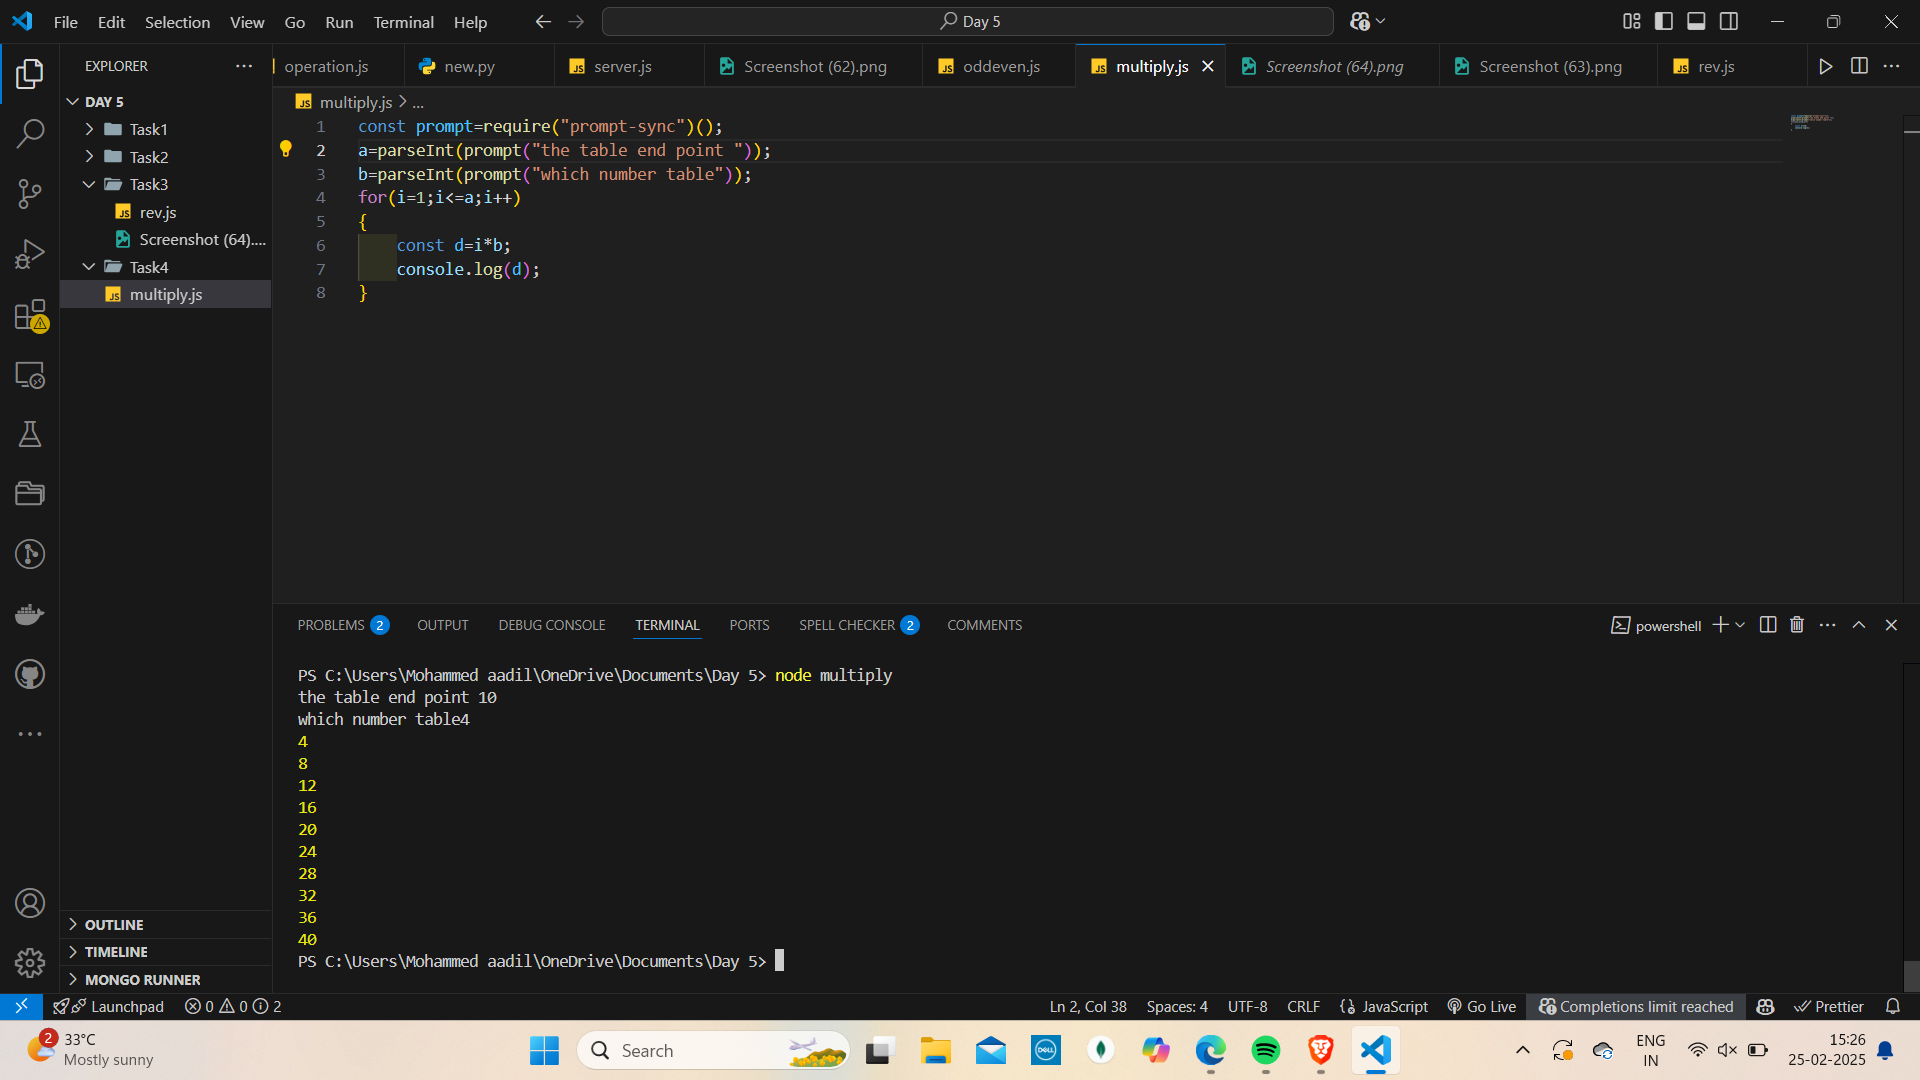 File Edit Selection View Go Run Terminal Help
Day 5
EXPLORER
operation.js
new.py
server.js
Screenshot (62).png
oddeven.js
multiply.js
Screenshot (64).png
Screenshot (63).png
rev.js
DAY 5
Task1
Task2
Task3
rev.js
Screenshot (64)....
Task4
multiply.js
multiply.js > ...
1 const prompt=require("prompt-sync")();
2 a=parseInt(prompt("the table end point "));
3 b=parseInt(prompt("which number table"));
4 for(i=1;i<=a;i++)
5 {
6 const d=i*b;
7 console.log(d);
8 }
PROBLEMS 2 OUTPUT DEBUG CONSOLE TERMINAL PORTS SPELL CHECKER 2 COMMENTS
powershell
PS C:\Users\Mohammed aadil\OneDrive\Documents\Day 5> node multiply
the table end point 10
which number table4
4
8
12
16
20
24
28
32
36
40
PS C:\Users\Mohammed aadil\OneDrive\Documents\Day 5>
OUTLINE
TIMELINE
MONGO RUNNER
Launchpad 0 0 2
Ln 2, Col 38 Spaces: 4 UTF-8 CRLF JavaScript Go Live Completions limit reached Prettier
2
33°C
Mostly sunny
Search
DELL
ENG
IN
15:26
25-02-2025